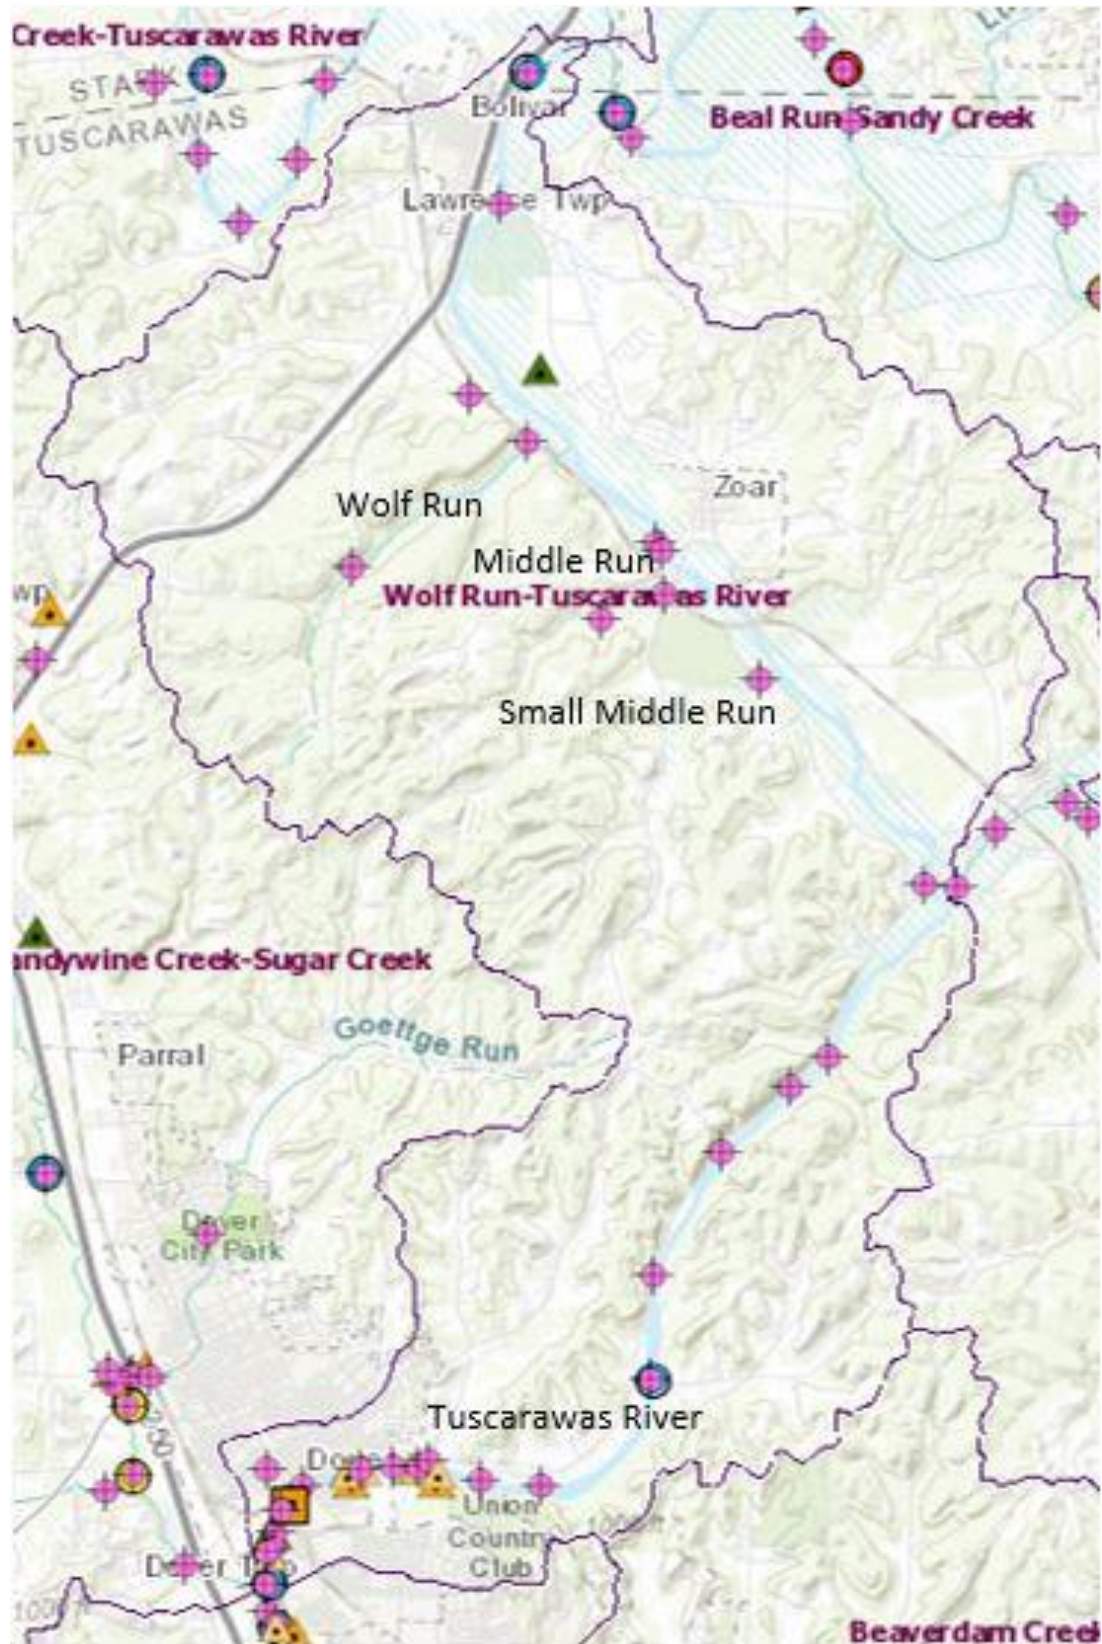 Creek-Tuscarawas River
STARK
TUSCARAWAS
Bolivar
Beal Run-Sandy Creek
Lawrence Twp
Zoar
Wolf Run
Middle Run
Wolf Run-Tuscarawas River
wp
Small Middle Run
andywine Creek-Sugar Creek
Goettge Run
Parral
Dover
City Park
Tuscarawas River
Dover
Union
Country
Club
Dover Twp
Beaverdam Creek